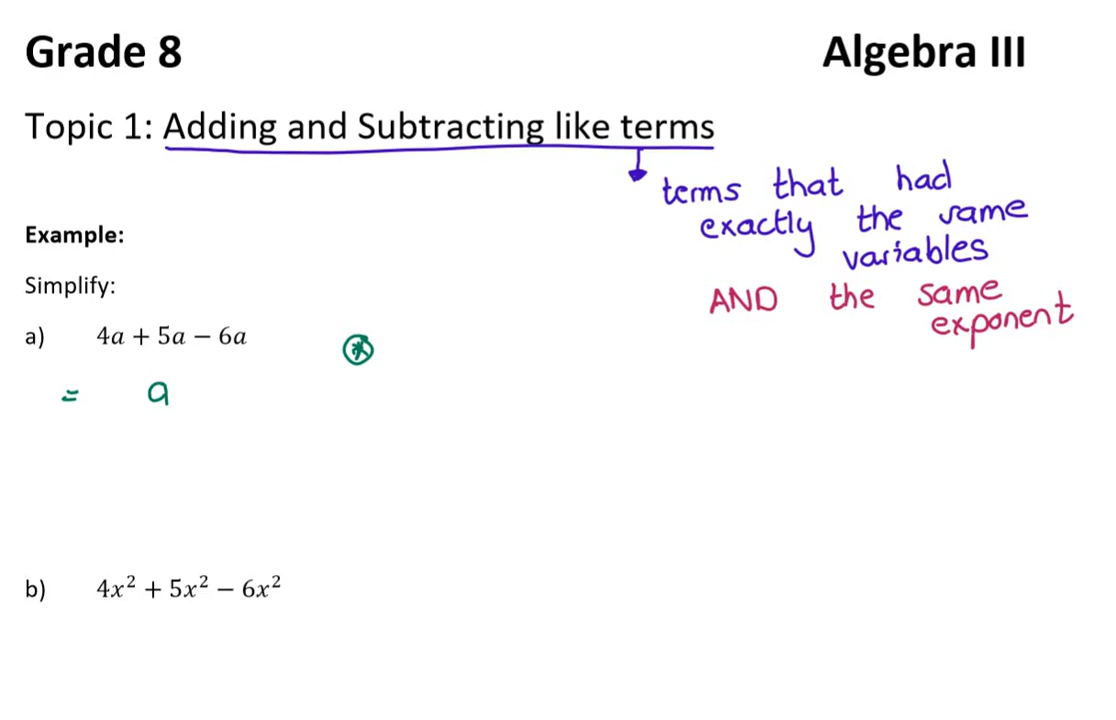 Grade 8 Algebra III
Topic 1: Adding and Subtracting like terms
terms that had
exactly the same
variables
AND the same
exponent
Example:
Simplify:
a) 4a + 5a − 6a
= a
b) 4x² + 5x² − 6x²